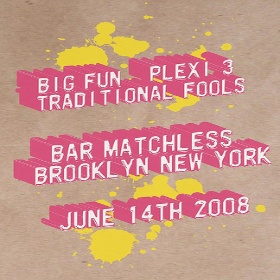 BIG FUN PLEXI 3
TRADITIONAL FOOLS
BAR MATCHLESS
BROOKLYN NEW YORK
JUNE 14TH 2008